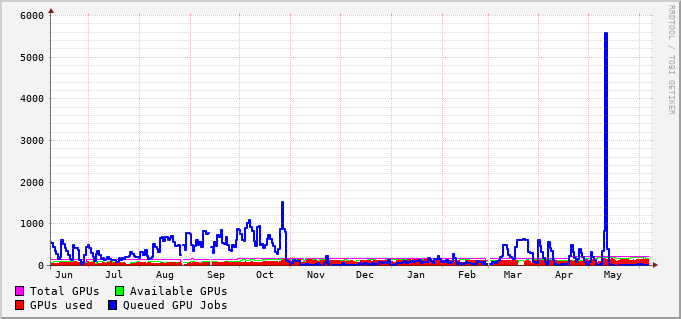 6000
5000
4000
3000
2000
1000
0
Jun Jul Aug Sep Oct Nov Dec Jan Feb Mar Apr May
Total GPUs Available GPUs
GPUs used Queued GPU Jobs
RRDTOOL / TOBI OETIKER